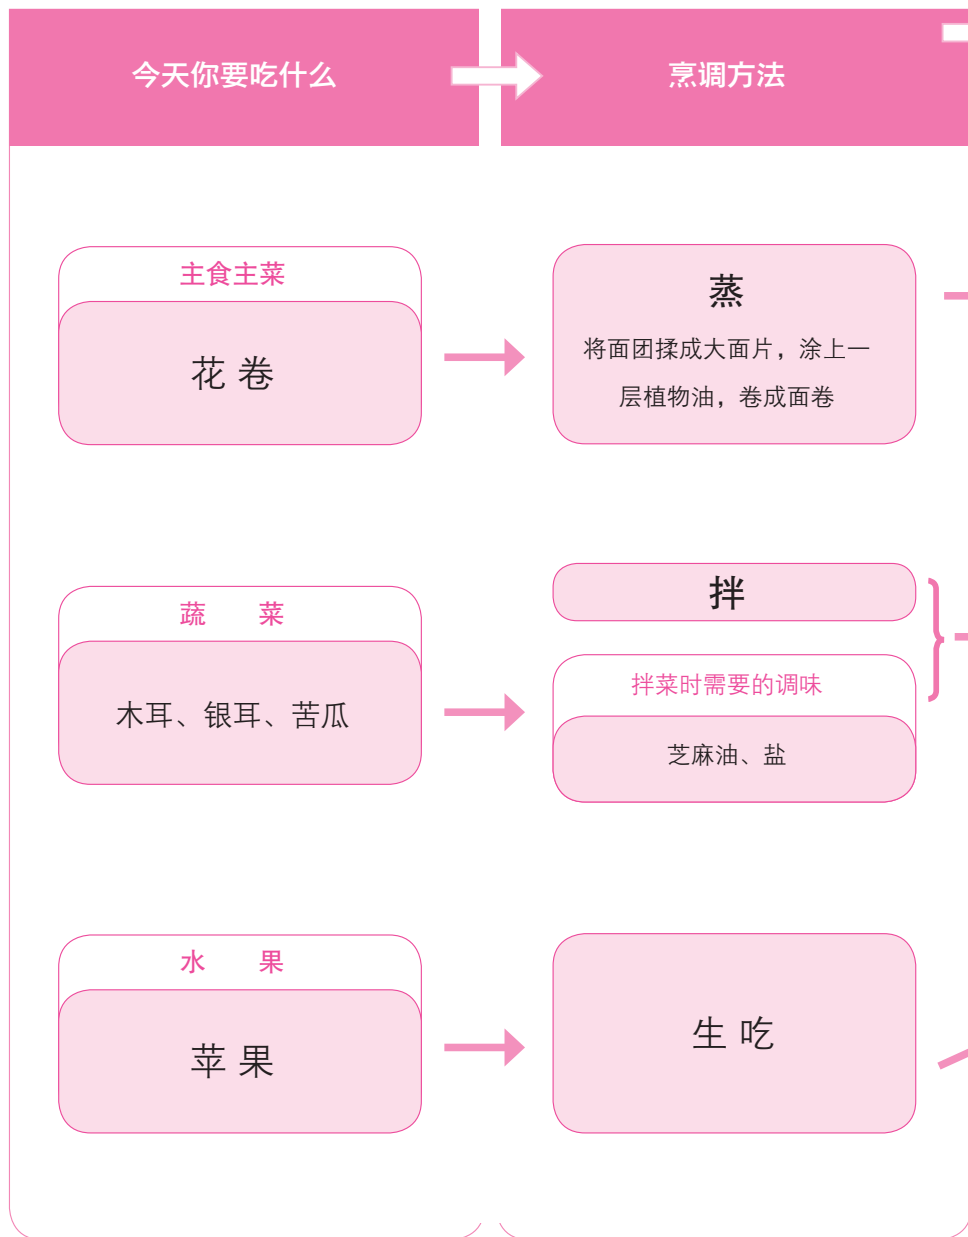 今天你要吃什么
烹调方法
主食主菜
花卷
蒸
将面团揉成大面片，涂上一
层植物油，卷成面卷
蔬 菜
木耳、银耳、苦瓜
拌
拌菜时需要的调味
芝麻油、盐
水 果
苹果
生吃